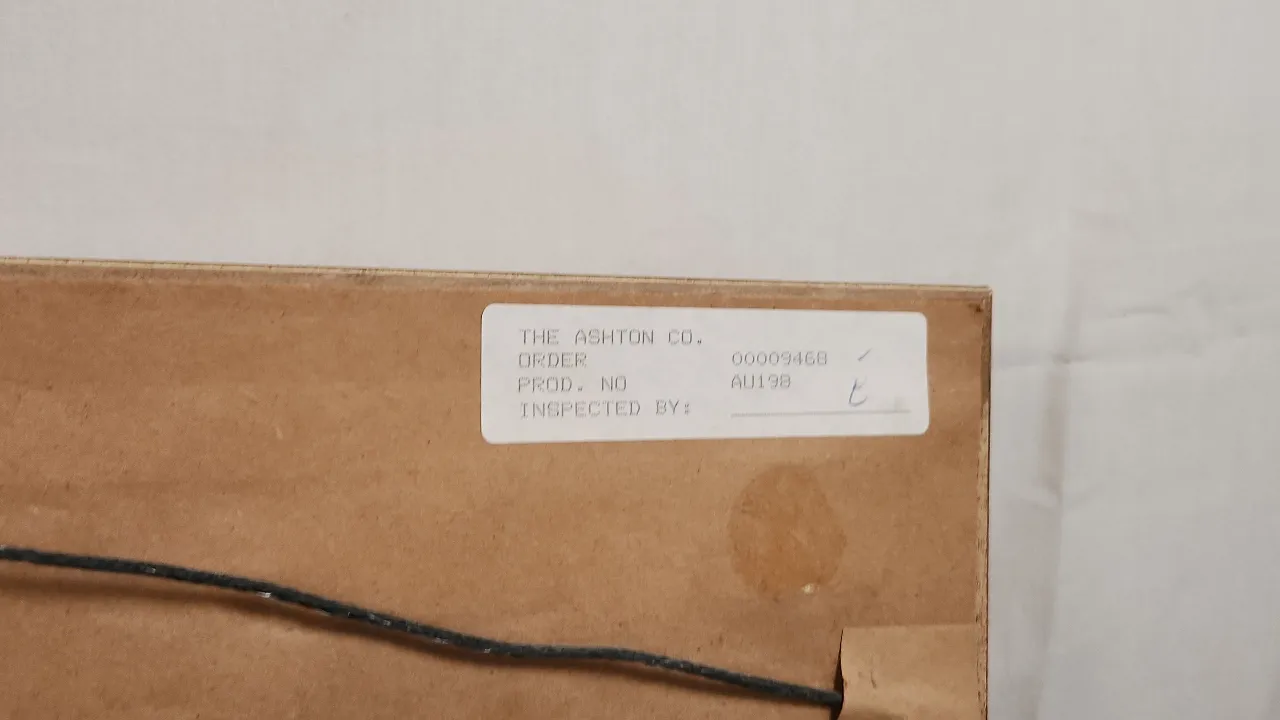 THE ASHTON CO.
ORDER 00009468
PROD. NO AU198
INSPECTED BY: